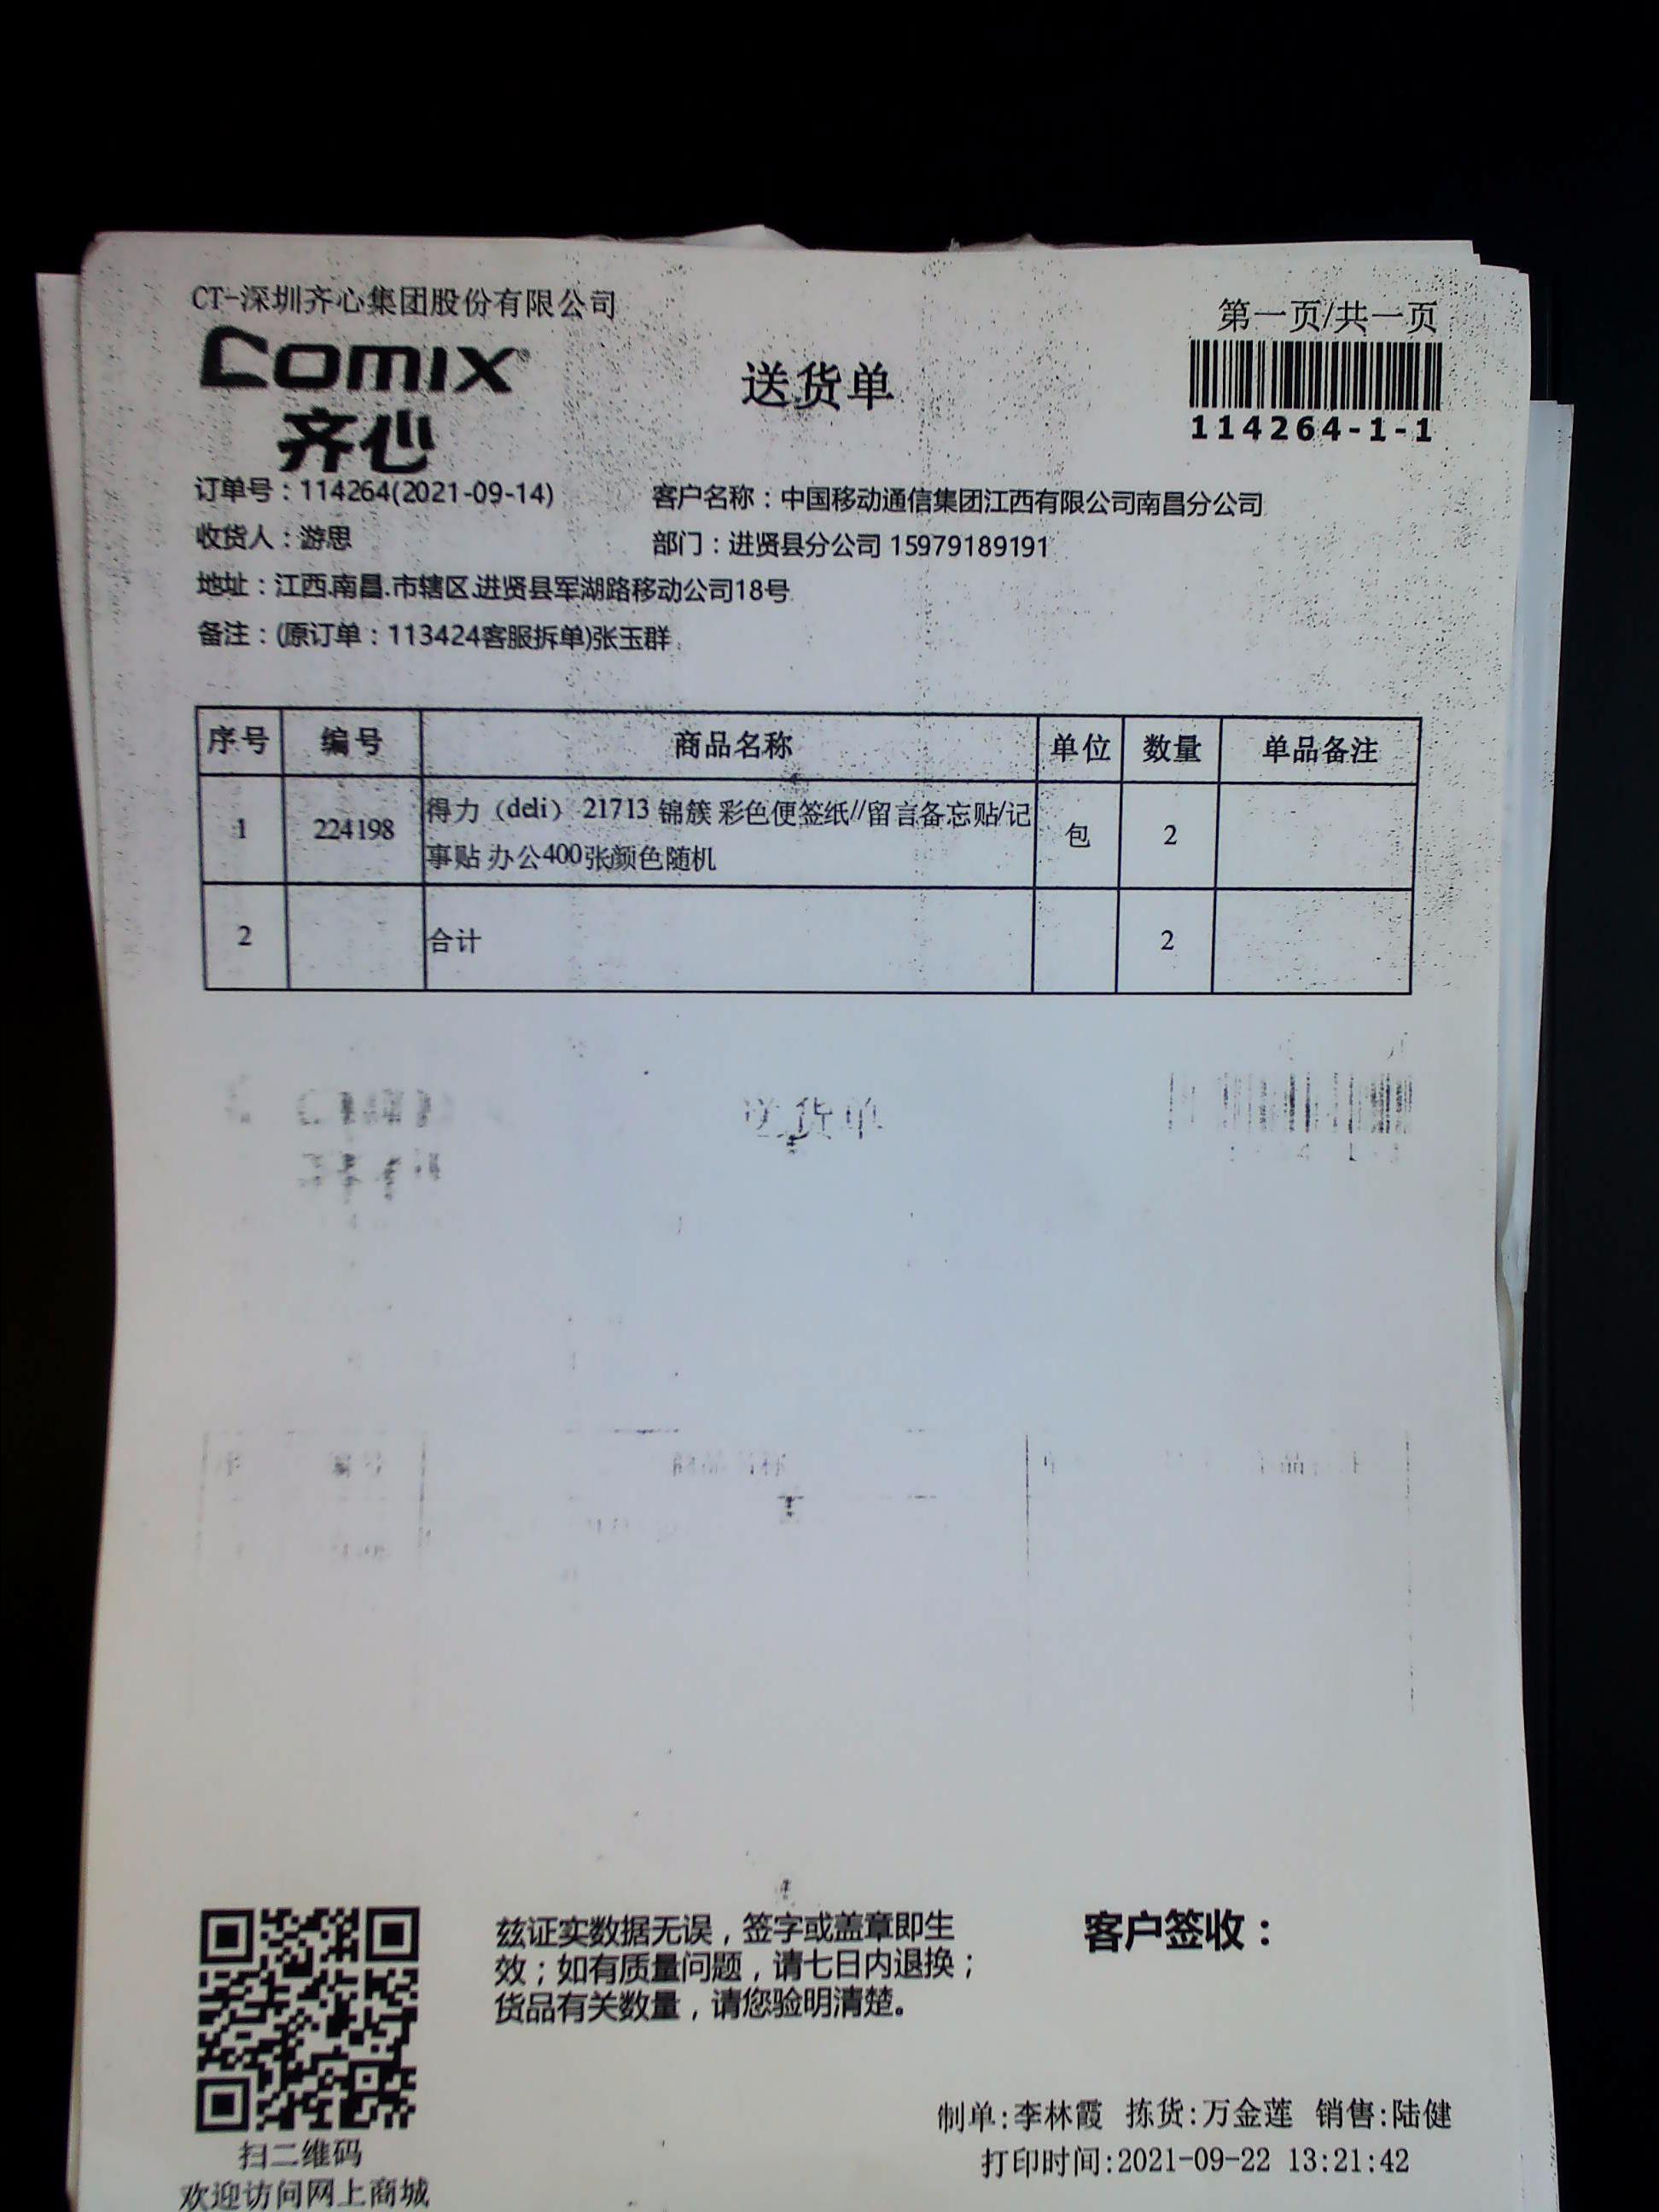 CT-深圳齐心集团股份有限公司
第一页/共一页
COMIX®
齐心
送货单
114264-1-1
订单号：114264(2021-09-14)
客户名称：中国移动通信集团江西有限公司南昌分公司
收货人：游思
部门：进贤县分公司 15979189191
地址：江西.南昌.市辖区.进贤县军湖路移动公司18号
备注：(原订单：113424客服拆单)张玉群
序号 编号 商品名称 单位 数量 单品备注
1 224198 得力（deli） 21713 锦簇 彩色便签纸//留言备忘贴/记 包 2
事贴 办公400张颜色随机
2 合计 2
送货单
兹证实数据无误，签字或盖章即生
效；如有质量问题，请七日内退换；
货品有关数量，请您验明清楚。
客户签收：
扫二维码
欢迎访问网上商城
制单:李林霞 拣货:万金莲 销售:陆健
打印时间:2021-09-22 13:21:42